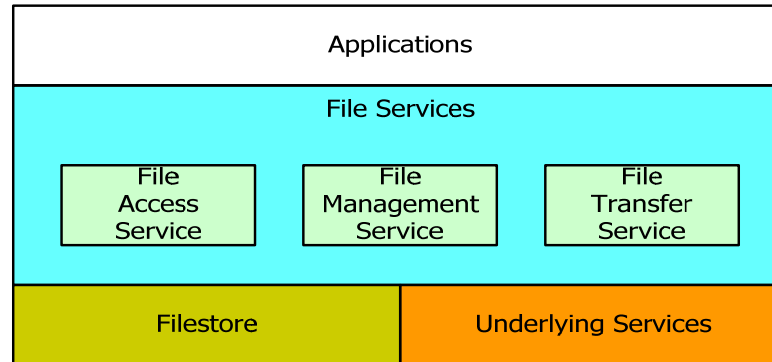 Applications
File Services
File
Access
Service
File
Management
Service
File
Transfer
Service
Filestore
Underlying Services